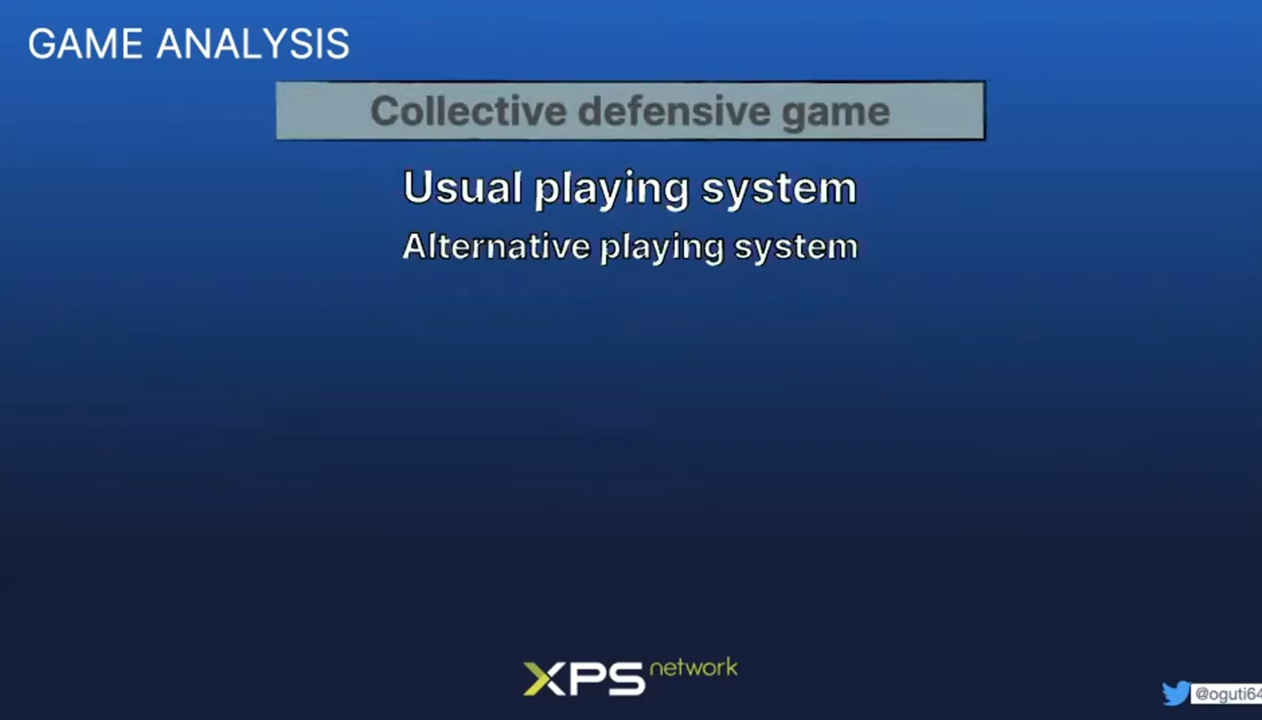 GAME ANALYSIS
Collective defensive game
Usual playing system
Alternative playing system
XPS network
@oguti64